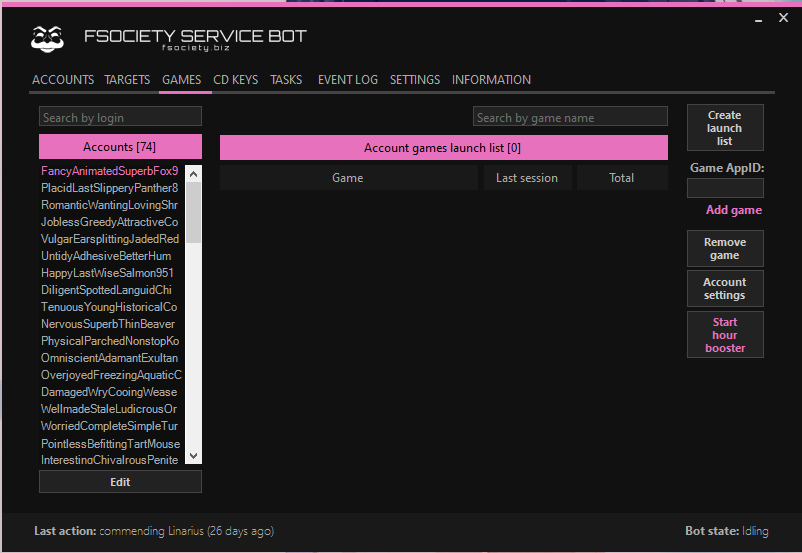 FSOCIETY SERVICE BOT
fsociety.biz
ACCOUNTS TARGETS GAMES CD KEYS TASKS EVENT LOG SETTINGS INFORMATION
Search by login
Search by game name
Accounts [74]
FancyAnimatedSuperbFox9
PlacidLastSlipperyPanther8
RomanticWantingLovingShr
JoblessGreedyAttractiveCo
VulgarEarsplittingJadedRed
UntidyAdhesiveBetterHum
HappyLastWiseSalmon951
DiligentSpottedLanguidChi
TenuousYoungHistoricalCo
NervousSuperbThinBeaver
PhysicalParchedNonstopKo
OmniscientAdamantExultan
OverjoyedFreezingAquaticC
DamagedWryCooingWease
WellmadeStaleLudicrousOr
WorriedCompleteSimpleTur
PointlessBefittingTartMouse
InterestingChivalrousPenite
Edit
Account games launch list [0]
Game Last session Total
Create
launch
list
Game AppID:
Add game
Remove
game
Account
settings
Start
hour
booster
Last action: commending Linarius (26 days ago)
Bot state: Idling